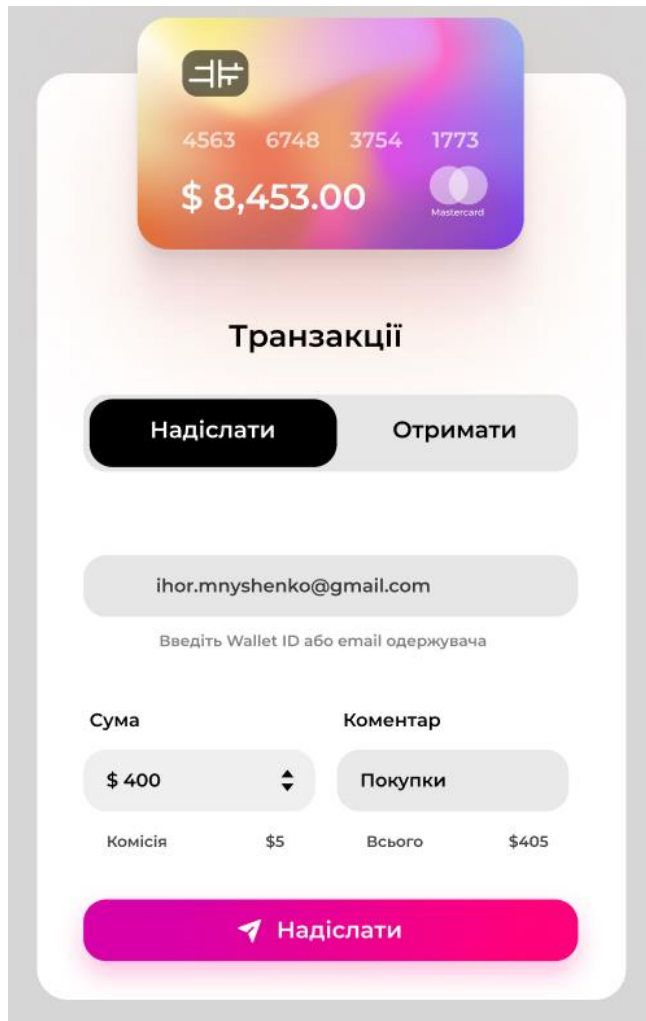 4563 6748 3754 1773
$ 8,453.00
Mastercard
Транзакції
Надіслати Отримати
ihor.mnyshenko@gmail.com
Введіть Wallet ID або email одержувача
Сума Коментар
$ 400 Покупки
Комісія $5 Всього $405
Надіслати